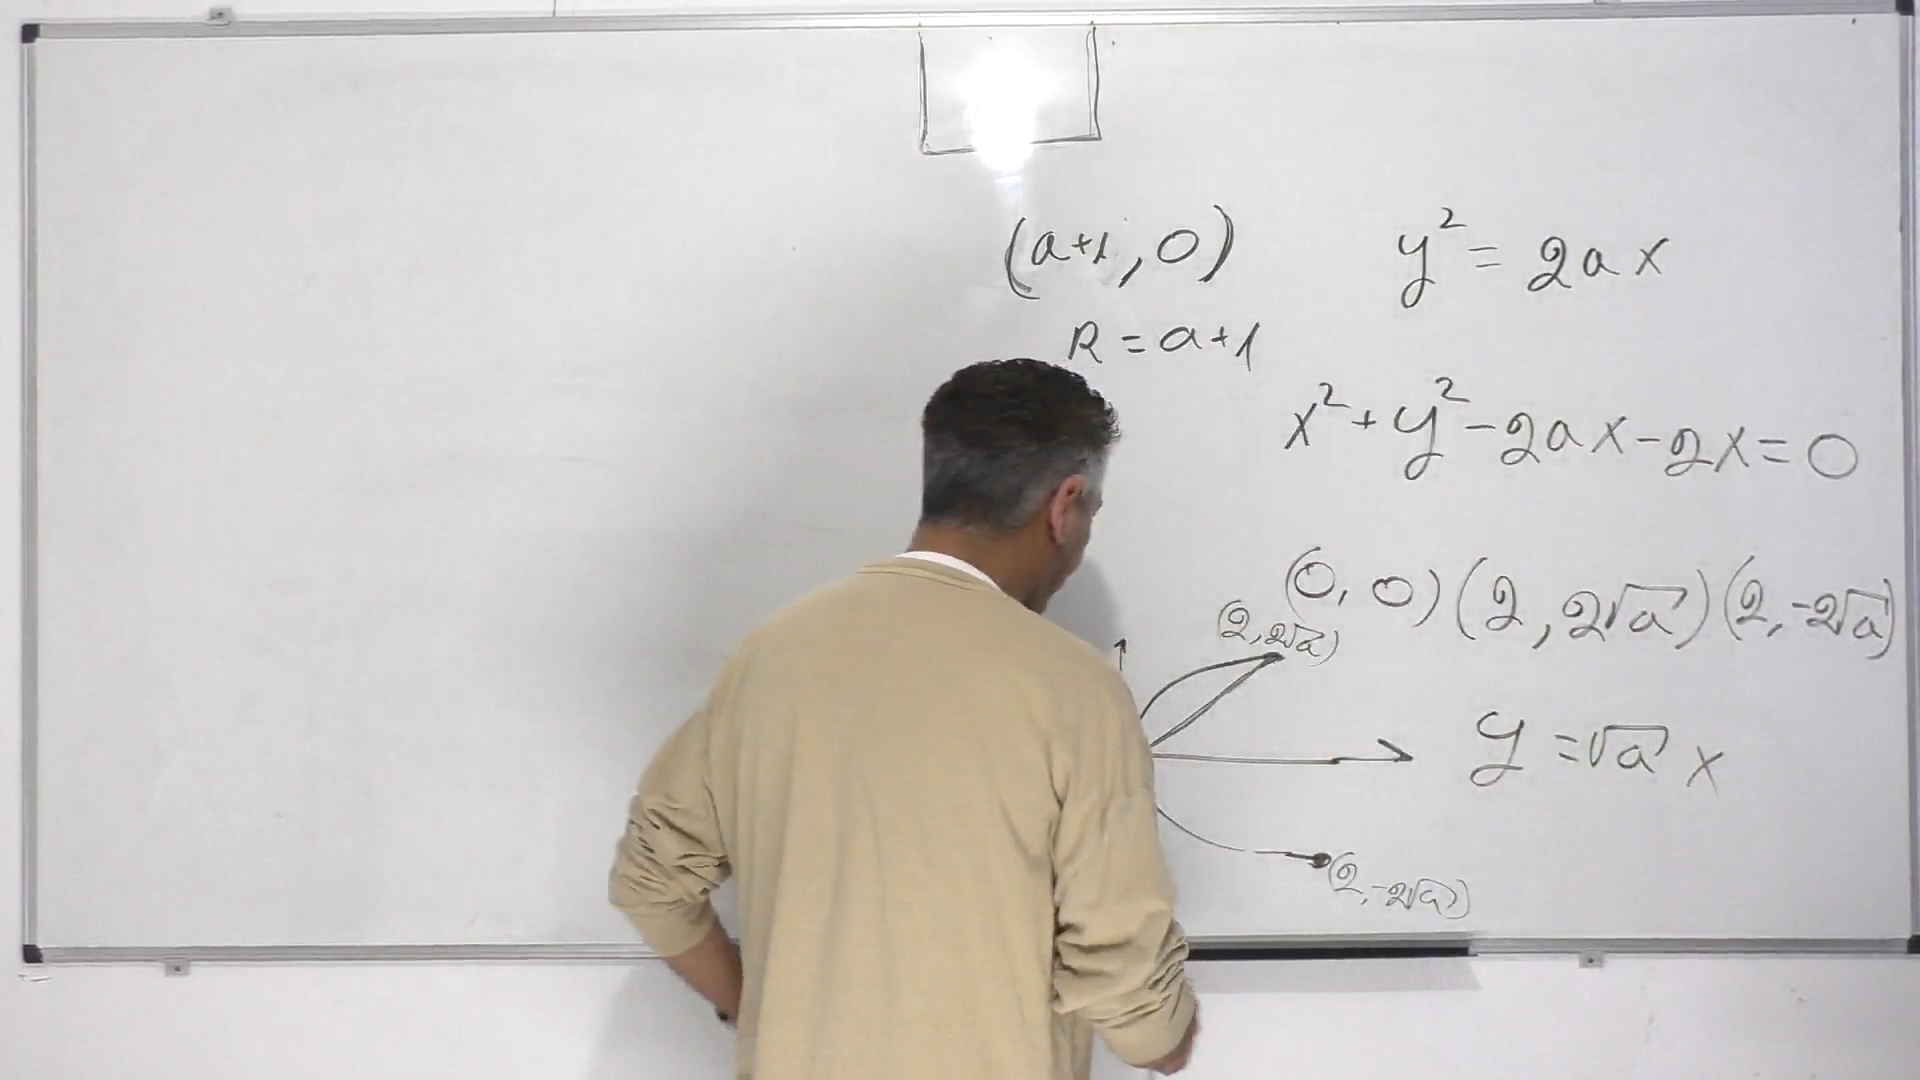 (a+1, 0)
y² = 2ax
R = a+1
x² + y² - 2ax - 2x = 0
(0, 0) (2, 2√a) (2, -2√a)
(2, 2√a)
y = √a x
(2, -2√a)